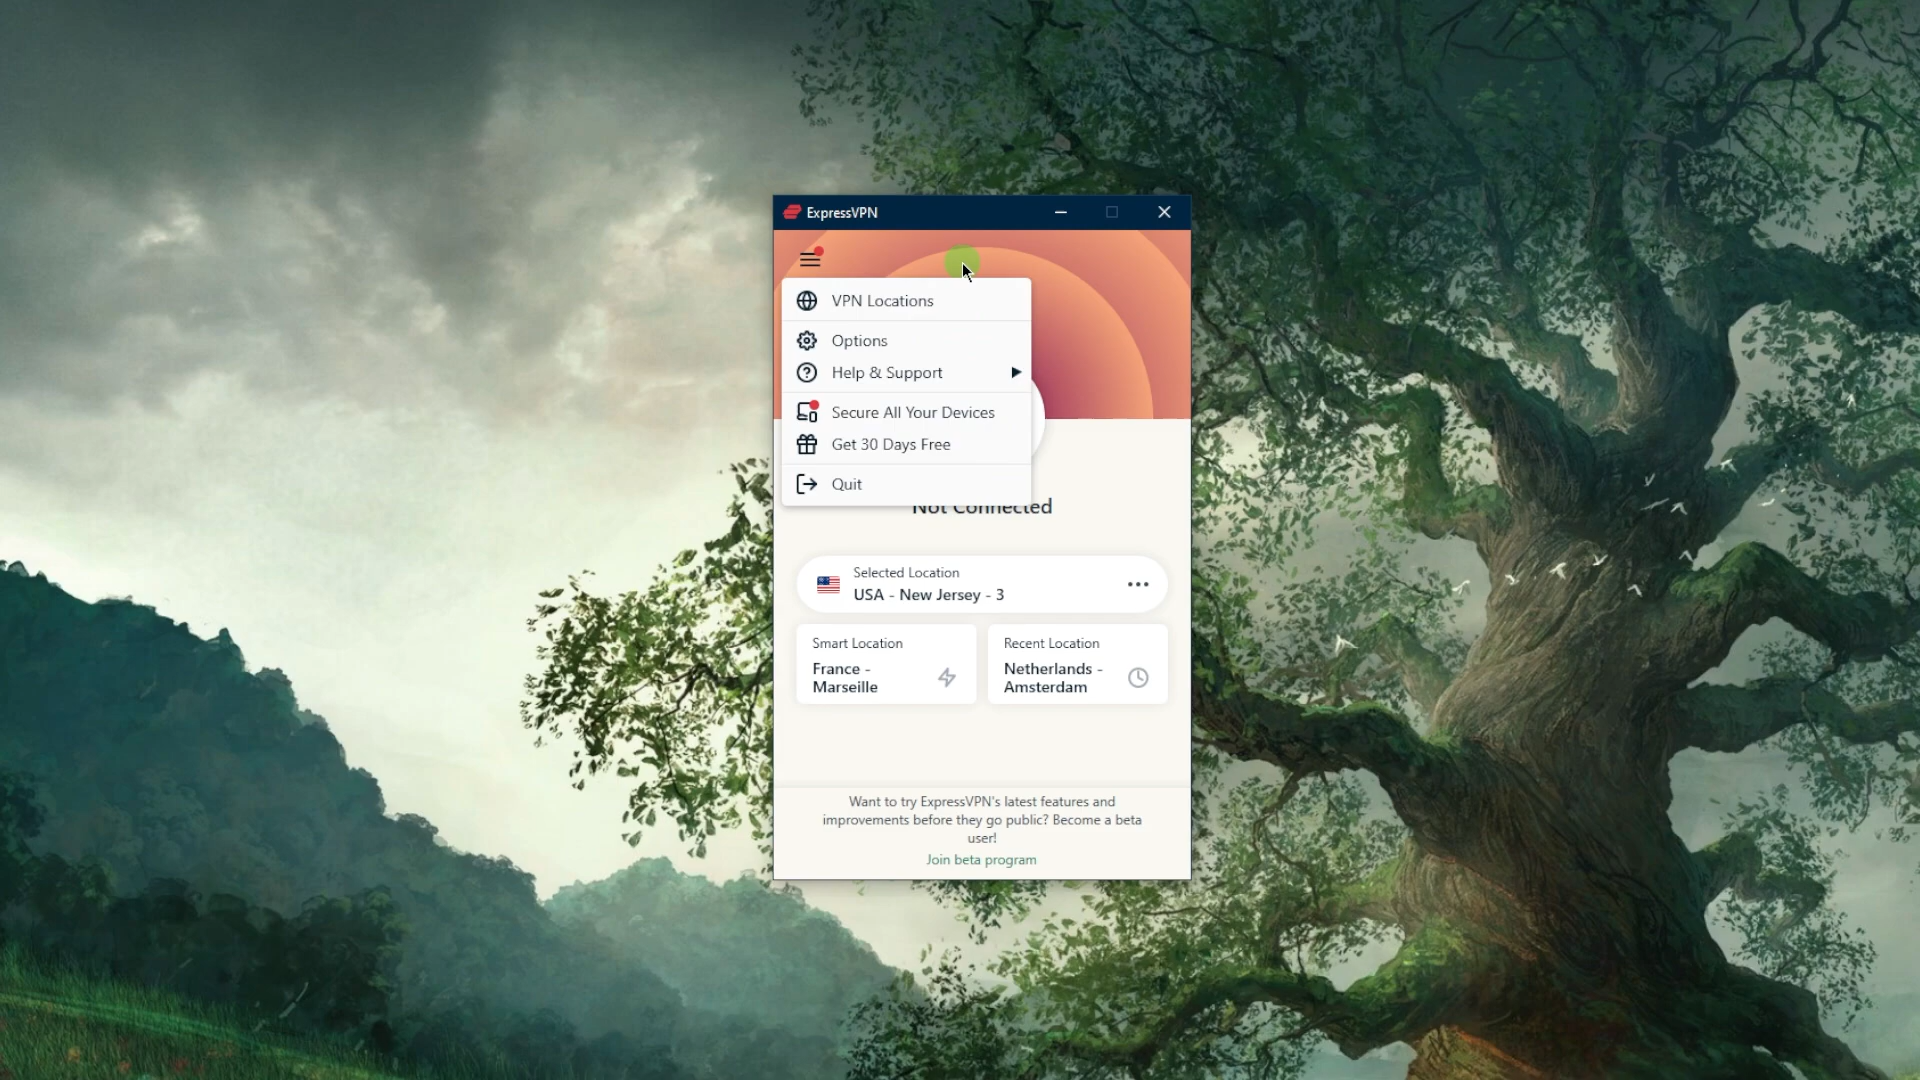 ExpressVPN
VPN Locations
Options
Help & Support
Secure All Your Devices
Get 30 Days Free
Quit
Not Connected
Selected Location
USA - New Jersey - 3
Smart Location
France -
Marseille
Recent Location
Netherlands -
Amsterdam
Want to try ExpressVPN's latest features and
improvements before they go public? Become a beta
user!
Join beta program